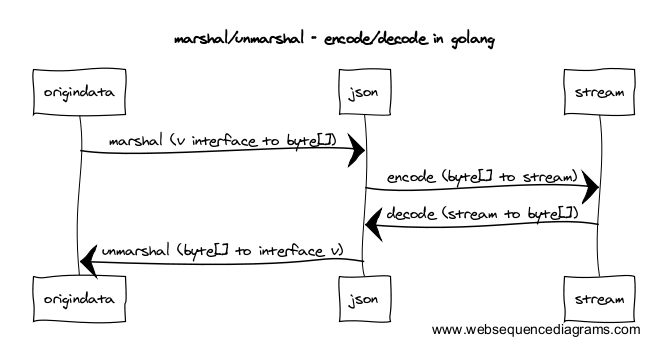 marshal/unmarshal - encode/decode in golang
origindata json stream
marshal (v interface to byte[])
encode (byte[] to stream)
decode (stream to byte[])
unmarshal (byte[] to interface v)
origindata json stream
www.websequencediagrams.com